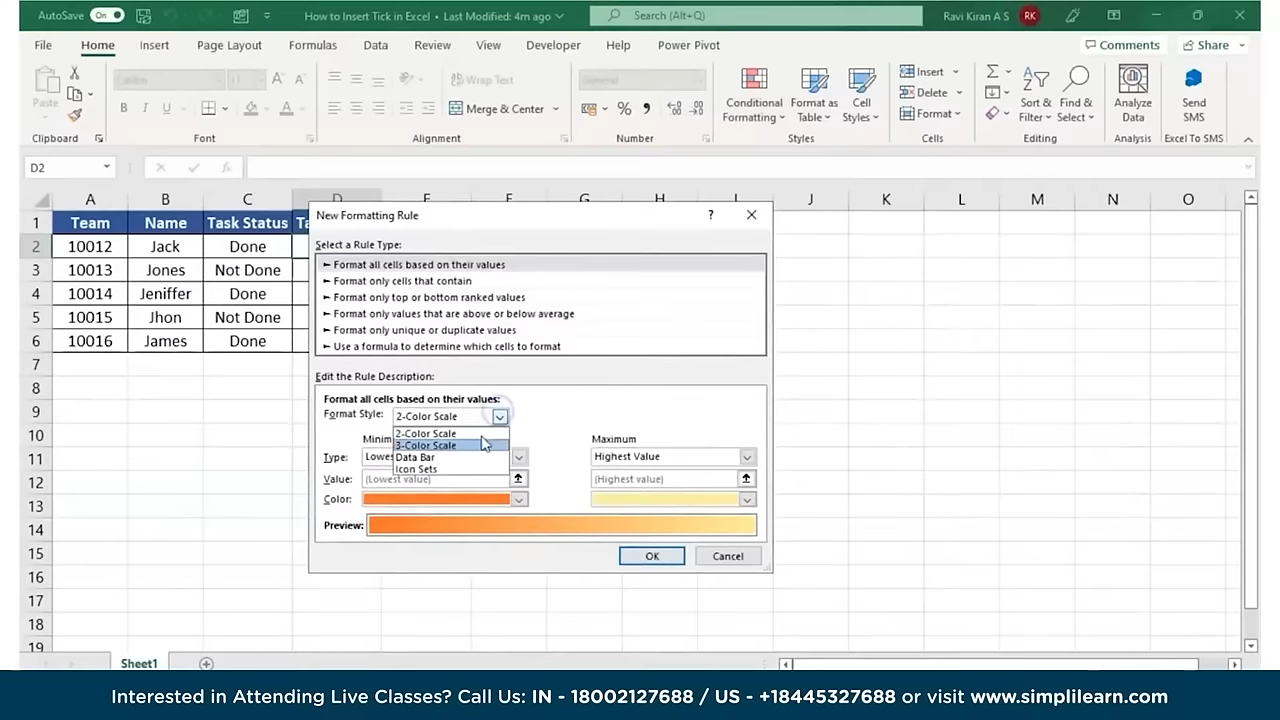 AutoSave On How to Insert Tick in Excel • Last Modified: 4m ago Search (Alt+Q) Ravi Kiran A S RK
File Home Insert Page Layout Formulas Data Review View Developer Help Power Pivot Comments Share
Paste Calibri 11 Wrap Text General Insert
Merge & Center Conditional Formatting Format as Table Cell Styles Delete Sort & Filter Find & Select Analyze Data Send SMS
B I U % Format
Clipboard Font Alignment Number Styles Cells Editing Analysis Excel To SMS
D2 fx
A B C D E F G H I J K L M N O
1 Team Name Task Status Ta
2 10012 Jack Done
3 10013 Jones Not Done
4 10014 Jeniffer Done
5 10015 Jhon Not Done
6 10016 James Done
7
8
9
10
11
12
13
14
15
16
17
18
19
New Formatting Rule ?
Select a Rule Type:
► Format all cells based on their values
► Format only cells that contain
► Format only top or bottom ranked values
► Format only values that are above or below average
► Format only unique or duplicate values
► Use a formula to determine which cells to format
Edit the Rule Description:
Format all cells based on their values:
Format Style: 2-Color Scale
2-Color Scale
3-Color Scale
Data Bar
Icon Sets
Minim Maximum
Type: Lowes Highest Value
Value: (Lowest value) (Highest value)
Color:
Preview:
OK Cancel
Sheet1
Interested in Attending Live Classes? Call Us: IN - 18002127688 / US - +18445327688 or visit www.simplilearn.com